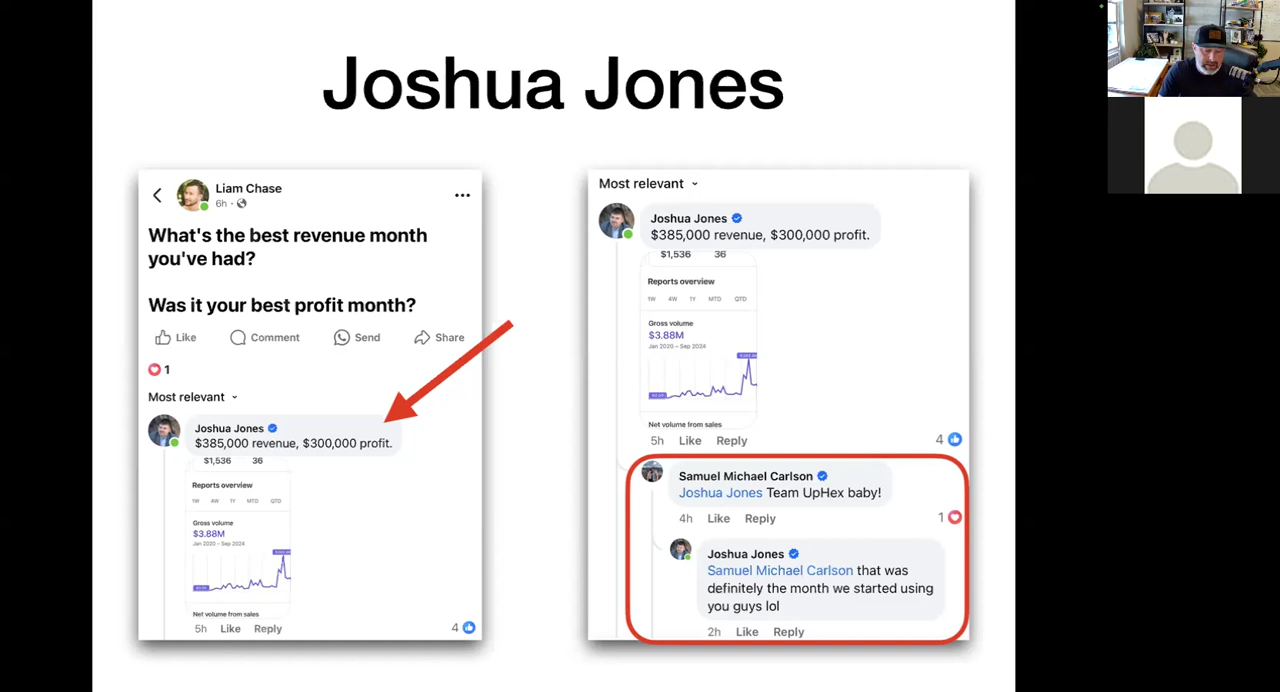 Joshua Jones
Liam Chase
6h
What's the best revenue month
you've had?
Was it your best profit month?
Like
Comment
Send
Share
1
Most relevant
Joshua Jones
$385,000 revenue, $300,000 profit.
$1,536 36
Reports overview
1W 4W 1Y MTD QTD
Gross volume
$3.88M
Jan 2020 – Sep 2024
Net volume from sales
5h Like Reply
4
Most relevant
Joshua Jones
$385,000 revenue, $300,000 profit.
$1,536 36
Reports overview
1W 4W 1Y MTD QTD
Gross volume
$3.88M
Jan 2020 – Sep 2024
Net volume from sales
5h Like Reply
4
Samuel Michael Carlson
Joshua Jones Team UpHex baby!
4h Like Reply
1
Joshua Jones
Samuel Michael Carlson that was
definitely the month we started using
you guys lol
2h Like Reply